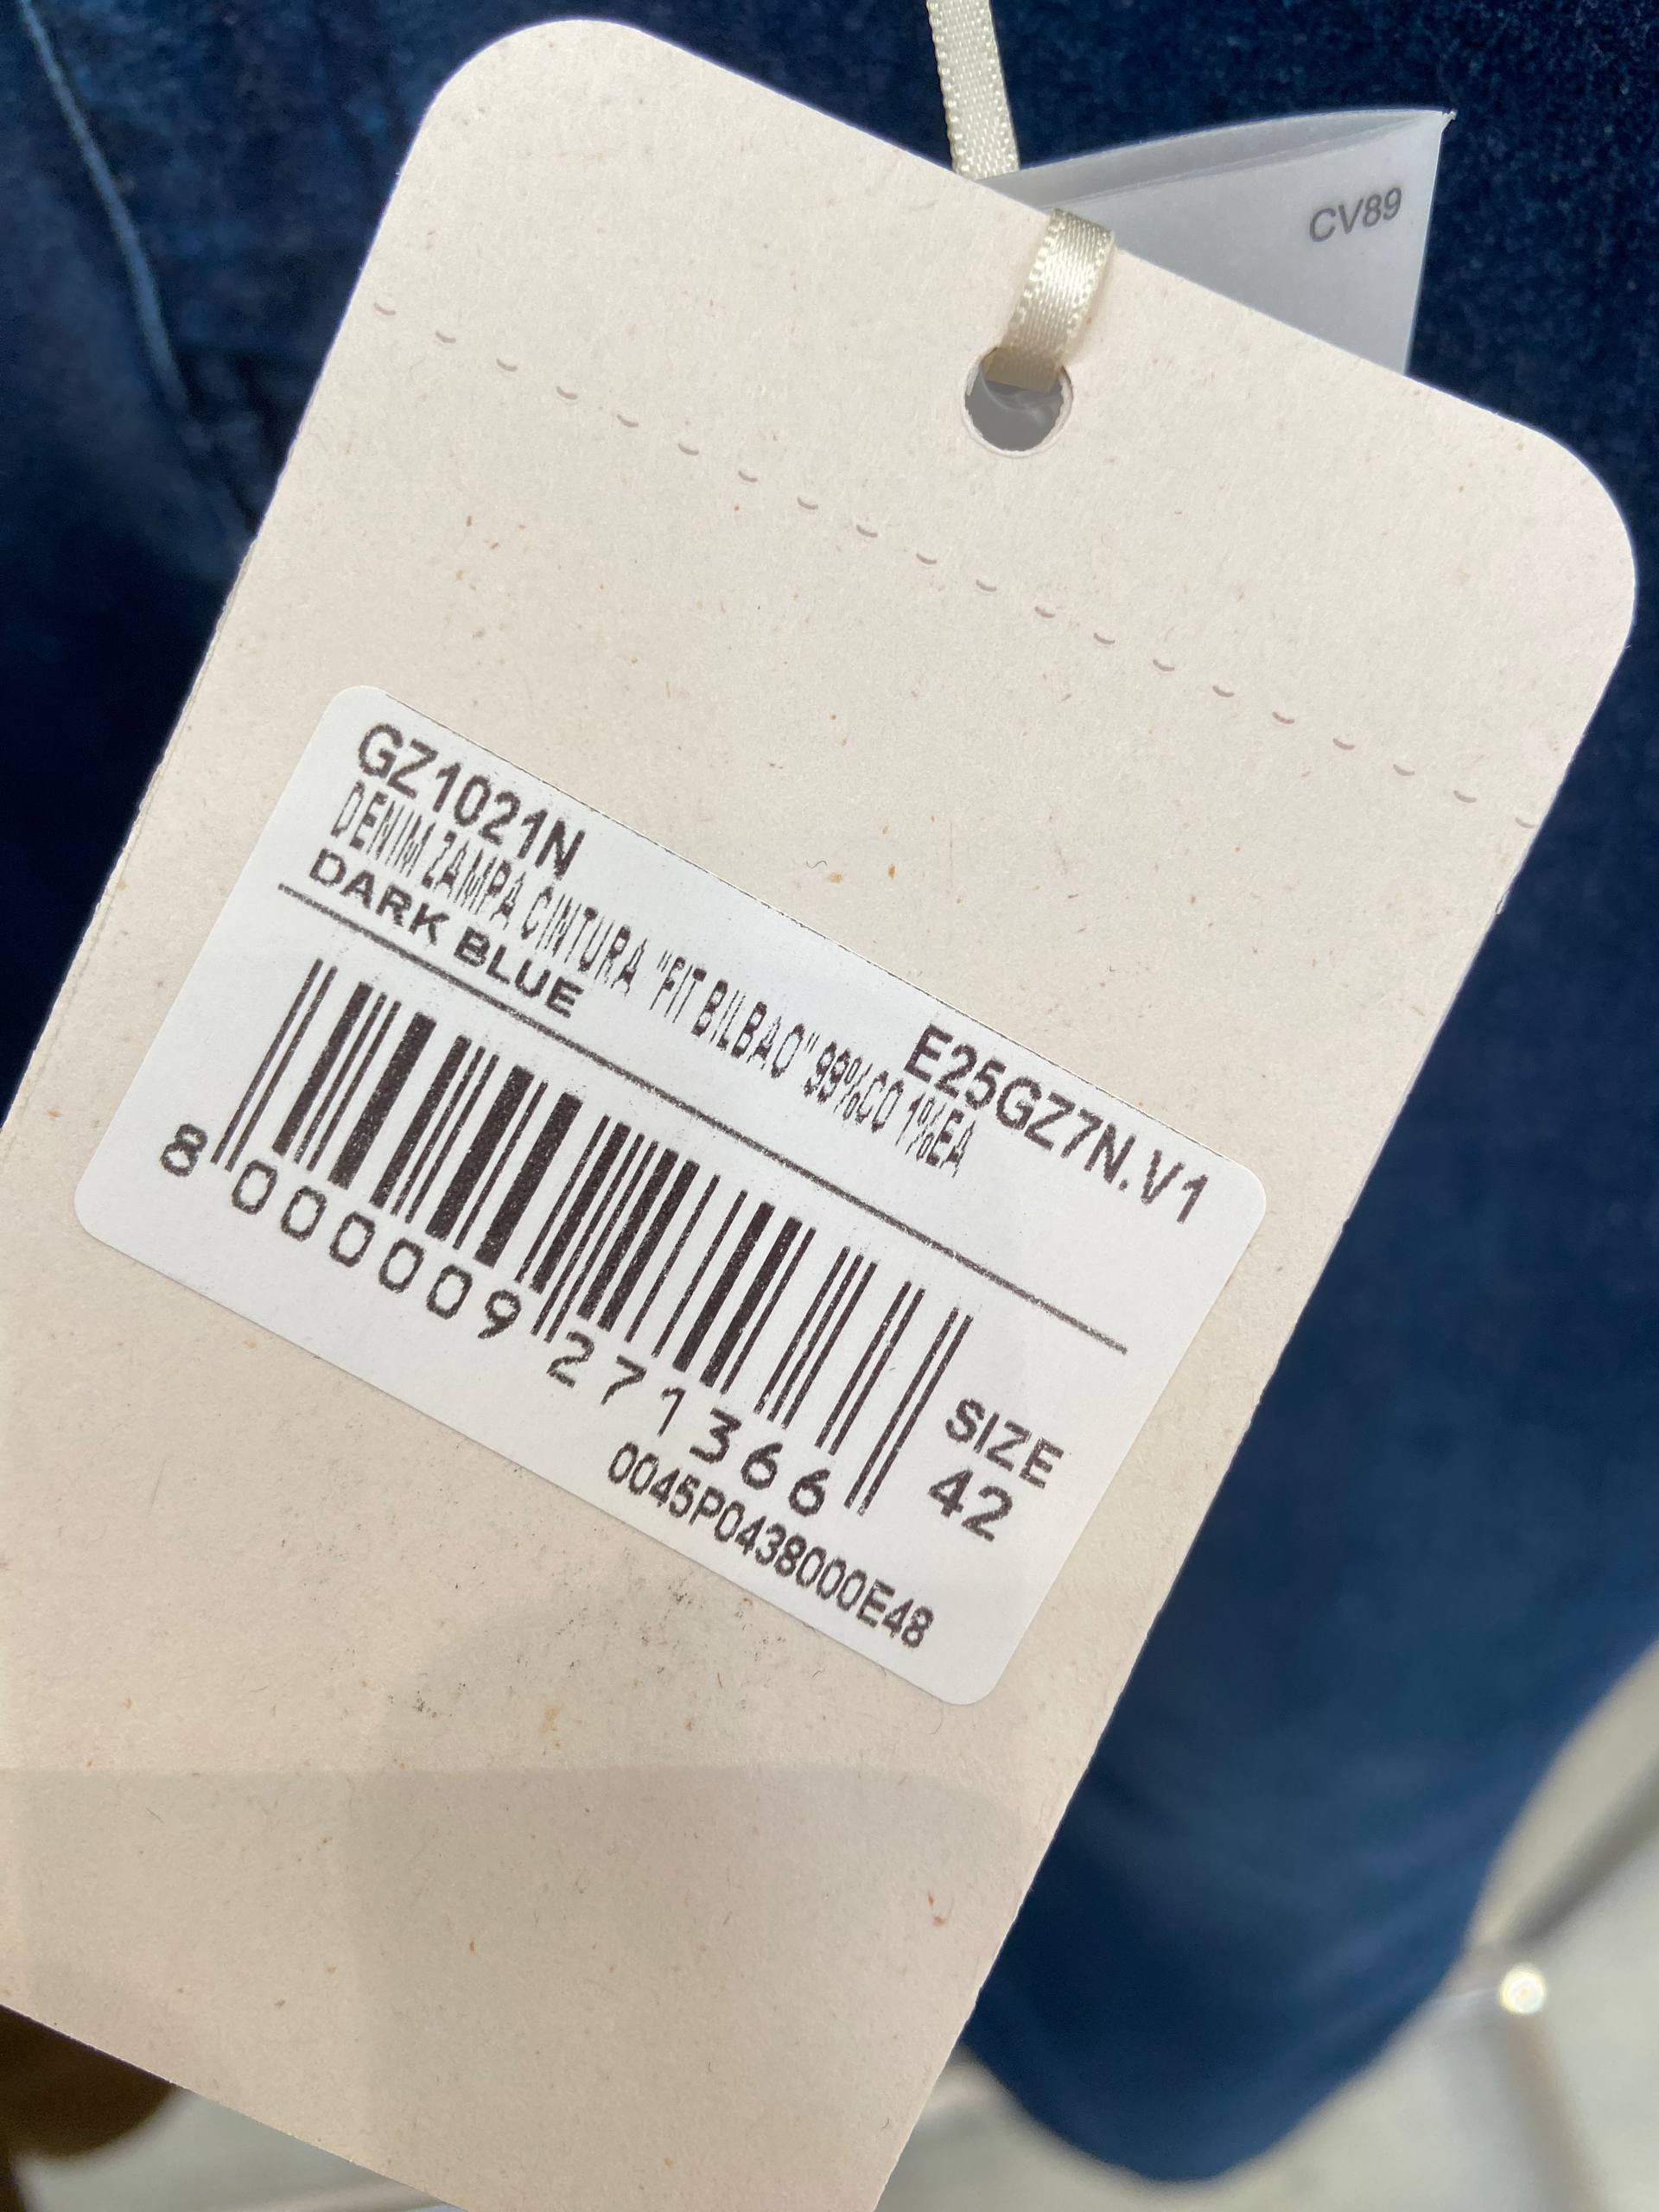 CV89
GZ1021N E25GZ7N.V1
DENIM ZAMPA CINTURA "FIT BILBAO" 99%CO 1%EA
DARK BLUE
8 000009 271366
SIZE
42
0045P0438000E48